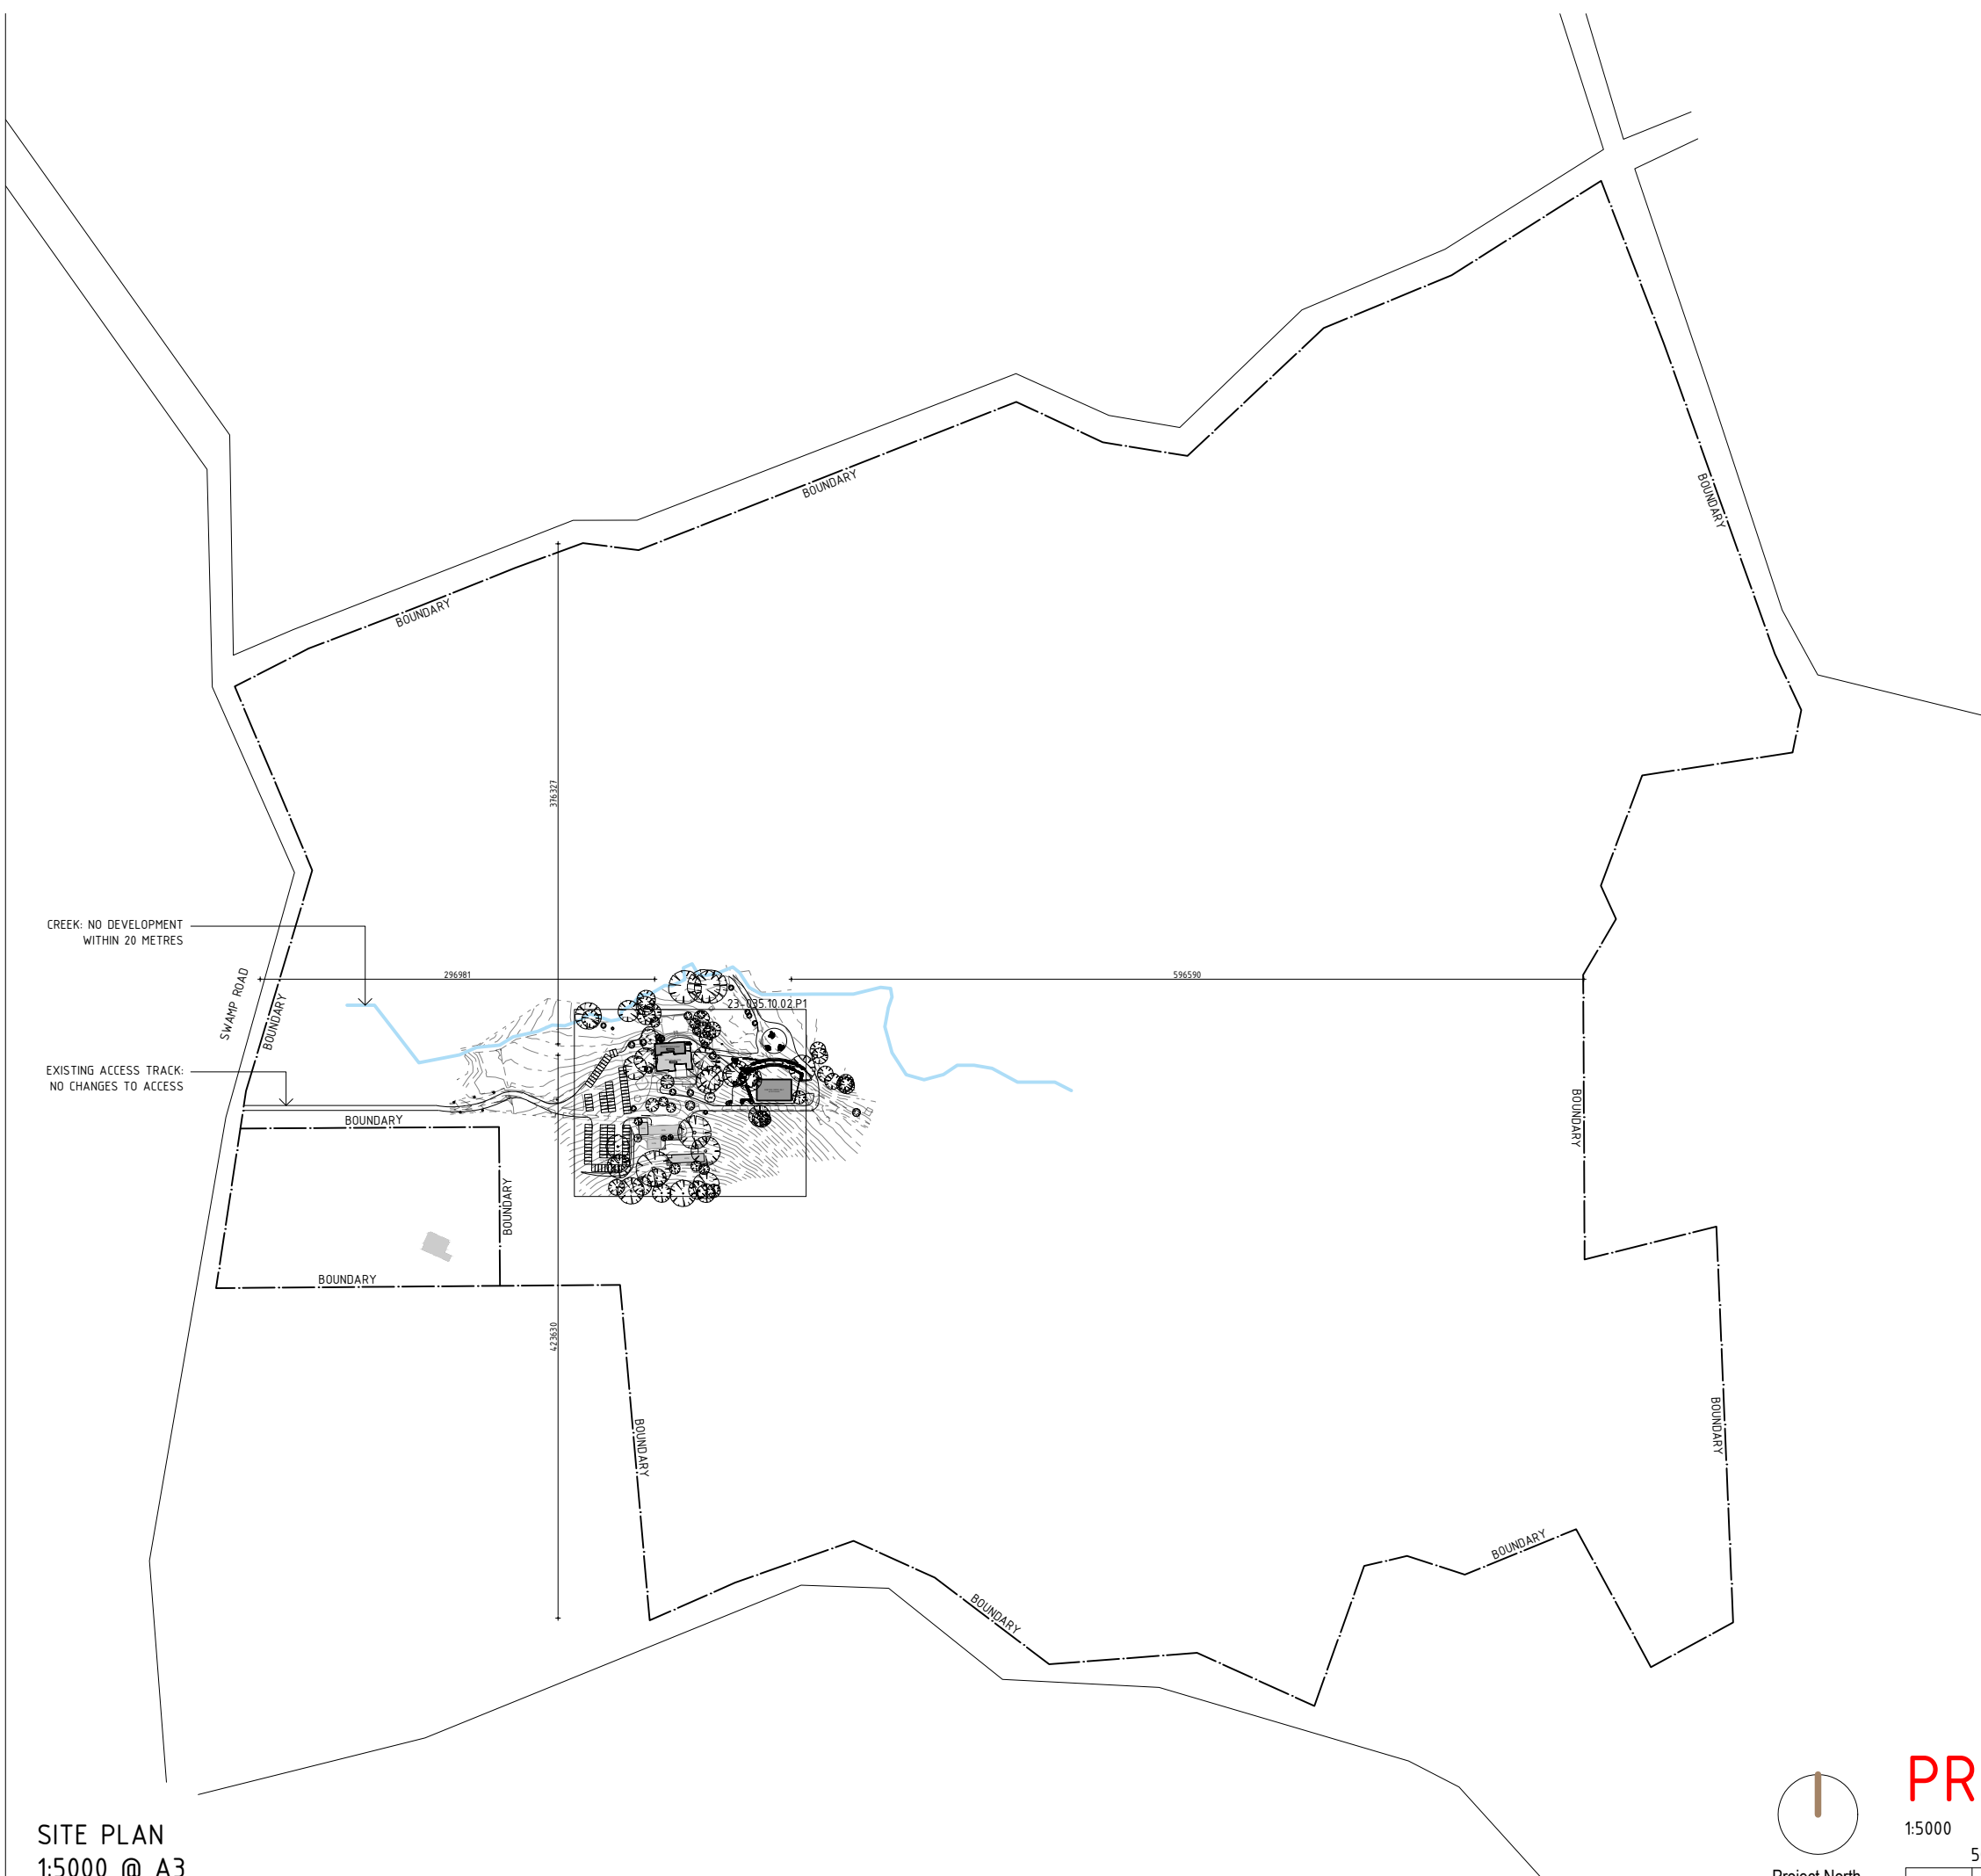 BOUNDARY
BOUNDARY
BOUNDARY
376327
CREEK: NO DEVELOPMENT
WITHIN 20 METRES
SWAMP ROAD
BOUNDARY
296981
596590
23-035.10.02.P1
EXISTING ACCESS TRACK:
NO CHANGES TO ACCESS
BOUNDARY
BOUNDARY
BOUNDARY
BOUNDARY
423630
BOUNDARY
BOUNDARY
BOUNDARY
BOUNDARY
PR
1:5000
5
Project North
SITE PLAN
1:5000 @ A3